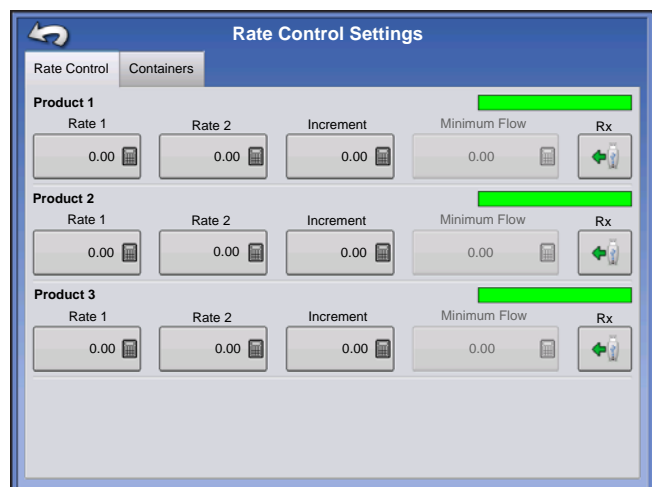 Rate Control Settings
Rate Control Containers
Product 1
Rate 1 Rate 2 Increment Minimum Flow Rx
0.00 0.00 0.00 0.00
Product 2
Rate 1 Rate 2 Increment Minimum Flow Rx
0.00 0.00 0.00 0.00
Product 3
Rate 1 Rate 2 Increment Minimum Flow Rx
0.00 0.00 0.00 0.00